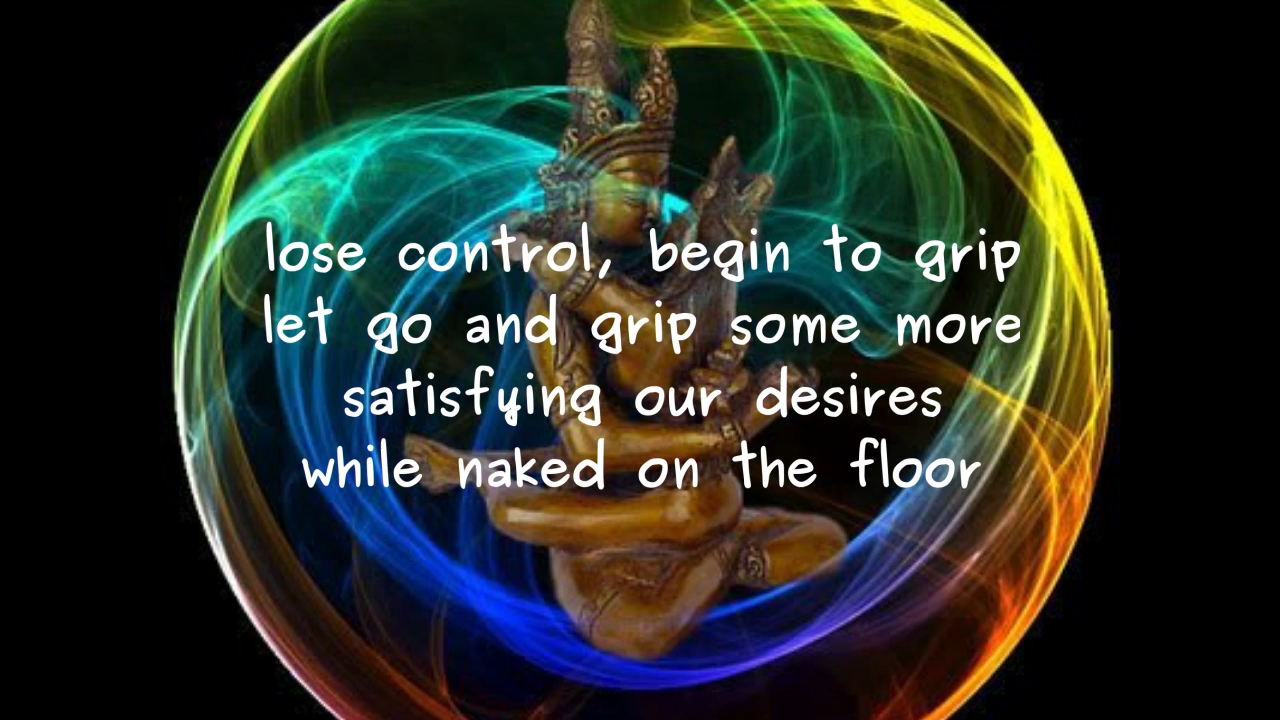 lose control, begin to grip
let go and grip some more
satisfying our desires
while naked on the floor